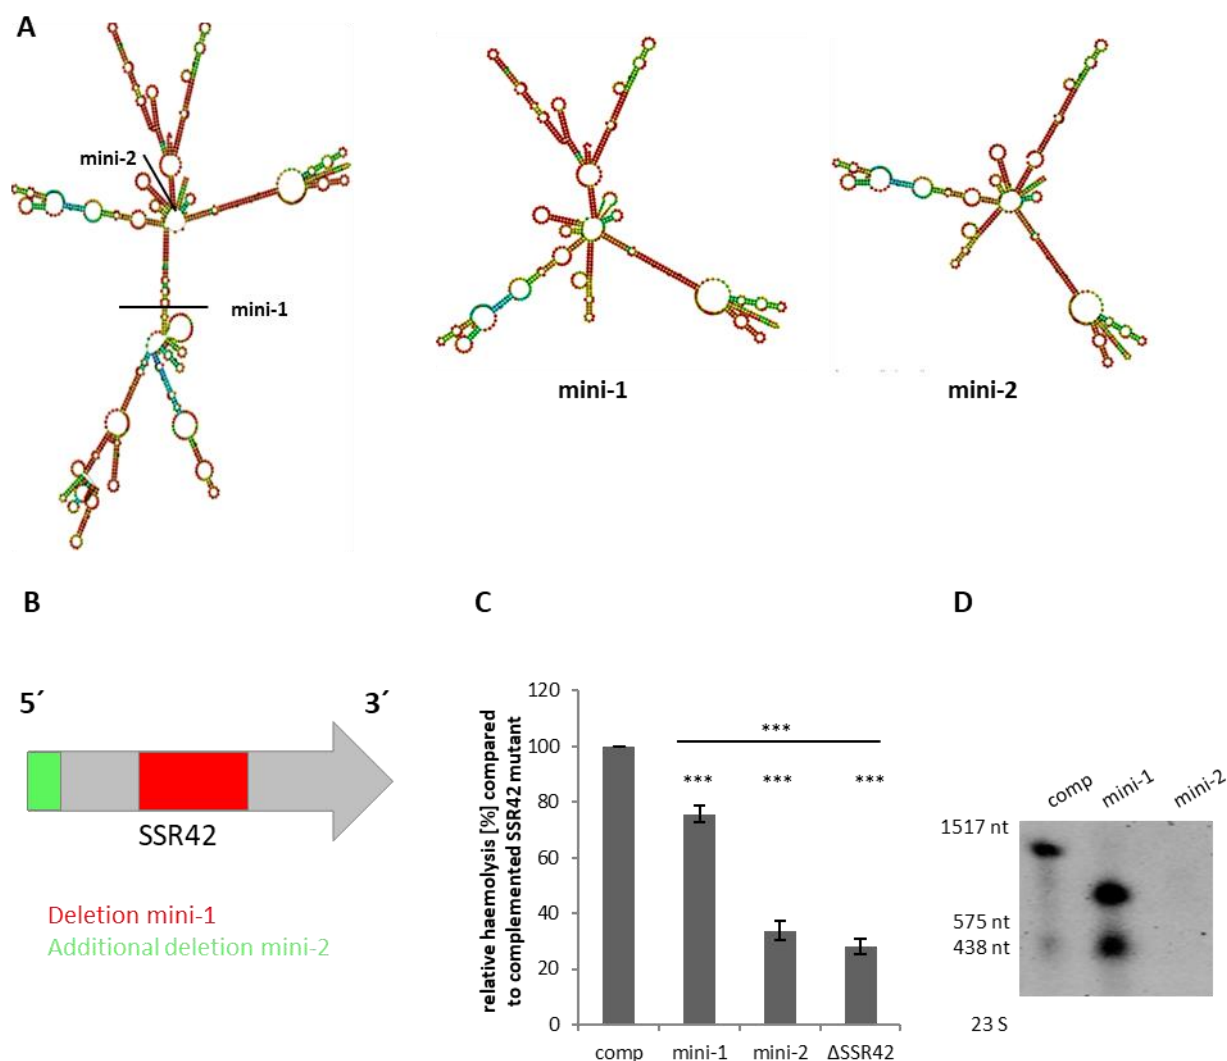 A
mini-2
mini-1
mini-1
mini-2
B
5´
3´
SSR42
Deletion mini-1
Additional deletion mini-2
C
relative haemolysis [%] compared
to complemented SSR42 mutant
120
100
80
60
40
20
0
***
*** *** ***
comp mini-1 mini-2 ΔSSR42
D
comp mini-1 mini-2
1517 nt
575 nt
438 nt
23 S